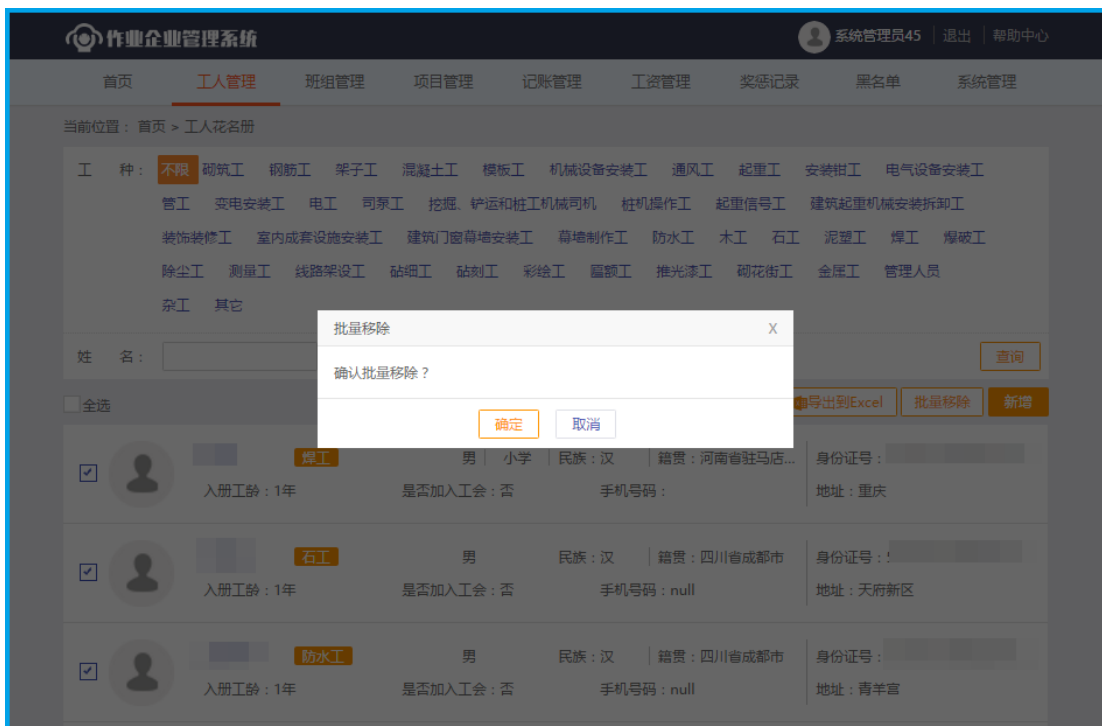 作业企业管理系统
系统管理员45 退出 帮助中心
首页 工人管理 班组管理 项目管理 记账管理 工资管理 奖惩记录 黑名单 系统管理
当前位置： 首页 > 工人花名册
工 种： 不限 砌筑工 钢筋工 架子工 混凝土工 模板工 机械设备安装工 通风工 起重工 安装钳工 电气设备安装工
管工 变电安装工 电工 司泵工 挖掘、铲运和桩工机械司机 桩机操作工 起重信号工 建筑起重机械安装拆卸工
装饰装修工 室内成套设施安装工 建筑门窗幕墙安装工 幕墙制作工 防水工 木工 石工 泥塑工 焊工 爆破工
除尘工 测量工 线路架设工 砧细工 砧刻工 彩绘工 匾额工 推光漆工 砌花街工 金属工 管理人员
杂工 其它
批量移除 X
姓 名： 查询
确认批量移除？
全选 导出到Excel 批量移除 新增
确定 取消
焊工 男 小学 民族：汉 籍贯：河南省驻马店... 身份证号：
入册工龄：1年 是否加入工会：否 手机号码： 地址：重庆
石工 男 民族：汉 籍贯：四川省成都市 身份证号：
入册工龄：1年 是否加入工会：否 手机号码：null 地址：天府新区
防水工 男 民族：汉 籍贯：四川省成都市 身份证号：
入册工龄：1年 是否加入工会：否 手机号码：null 地址：青羊宫